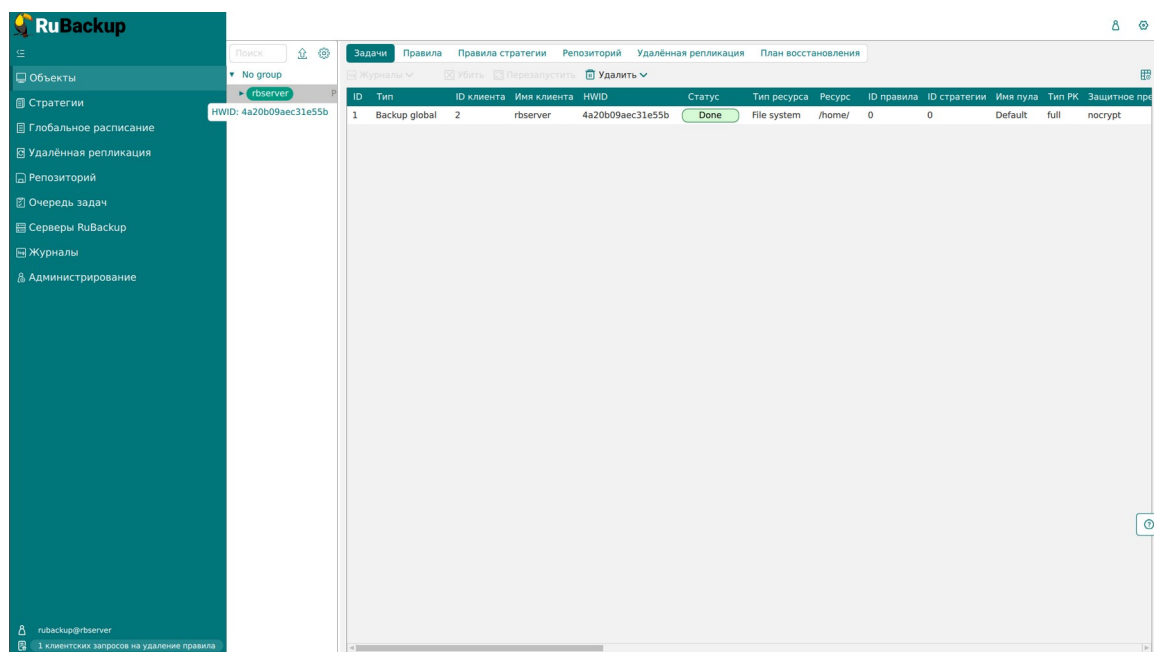 RuBackup
Объекты
Стратегии
Глобальное расписание
Удалённая репликация
Репозиторий
Очередь задач
Серверы RuBackup
Журналы
Администрирование
rubackup@rbserver
1 клиентских запросов на удаление правила
Поиск
No group
rbserver P
HWID: 4a20b09aec31e55b
Задачи Правила Правила стратегии Репозиторий Удалённая репликация План восстановления
Журналы Убить Перезапустить Удалить
ID Тип ID клиента Имя клиента HWID Статус Тип ресурса Ресурс ID правила ID стратегии Имя пула Тип РК Защитное пре
1 Backup global 2 rbserver 4a20b09aec31e55b Done File system /home/ 0 0 Default full nocrypt